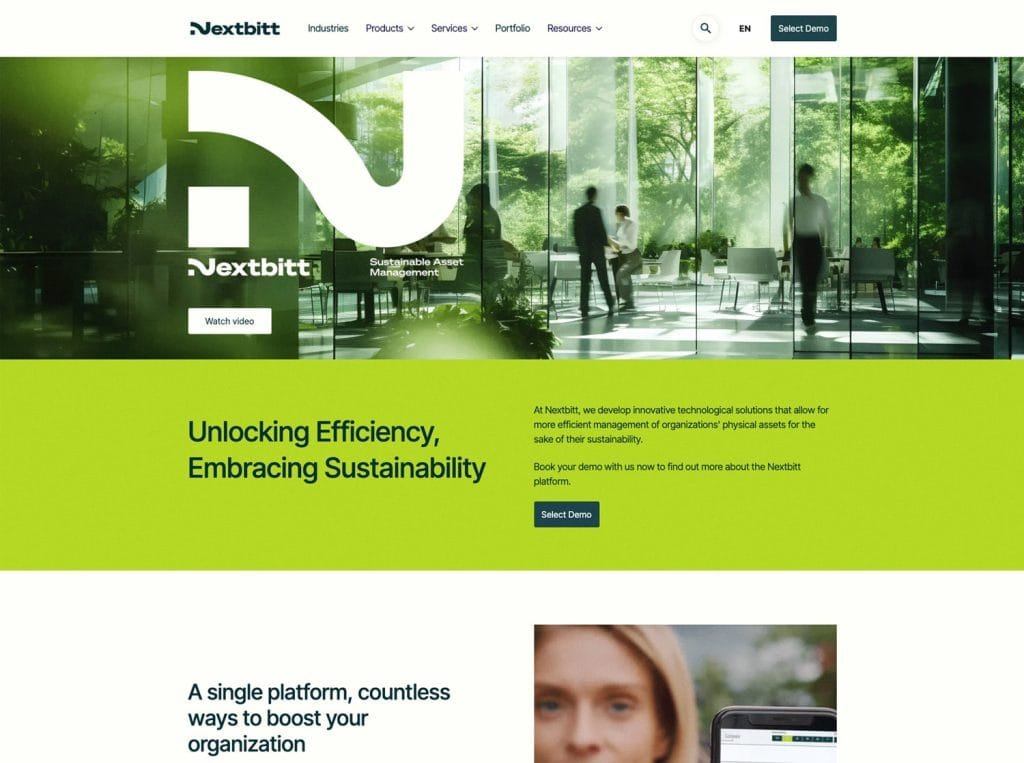 Nextbitt
Industries
Products
Services
Portfolio
Resources
EN
Select Demo
Nextbitt
Sustainable Asset
Management
Watch video
Unlocking Efficiency,
Embracing Sustainability
At Nextbitt, we develop innovative technological solutions that allow for
more efficient management of organizations' physical assets for the
sake of their sustainability.
Book your demo with us now to find out more about the Nextbitt
platform.
Select Demo
A single platform, countless
ways to boost your
organization